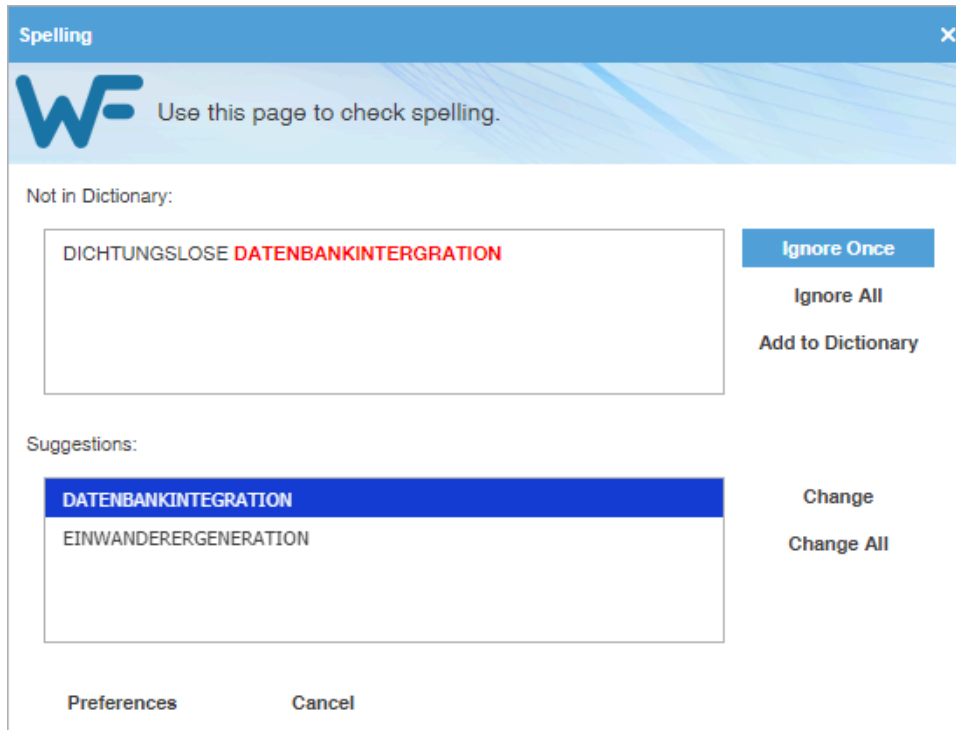 Spelling
WF
Use this page to check spelling.
Not in Dictionary:
DICHTUNGSLOSE DATENBANKINTERGRATION
Ignore Once
Ignore All
Add to Dictionary
Suggestions:
DATENBANKINTEGRATION
EINWANDERERGENERATION
Change
Change All
Preferences Cancel